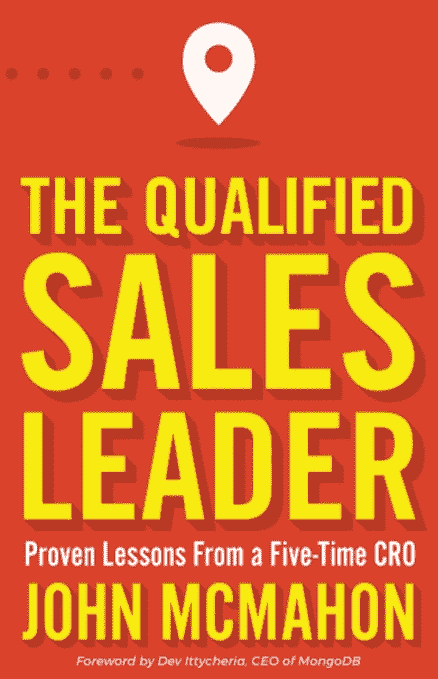 THE QUALIFIED
SALES
LEADER
Proven Lessons From a Five-Time CRO
JOHN MCMAHON
Foreword by Dev Ittycheria, CEO of MongoDB